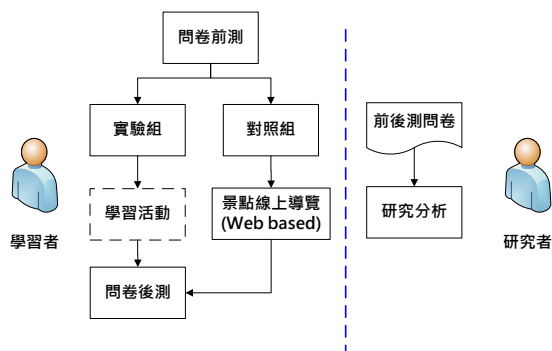 問卷前測
實驗組
對照組
前後測問卷
學習活動
景點線上導覽
(Web based)
研究分析
學習者
研究者
問卷後測